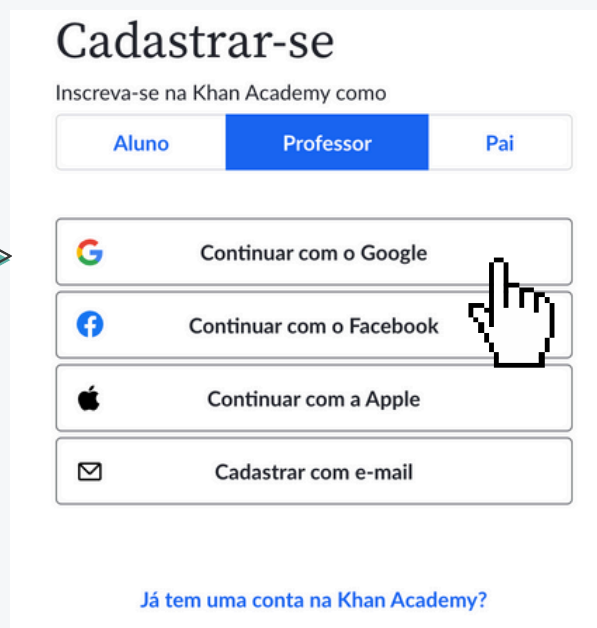 Cadastrar-se
Inscreva-se na Khan Academy como
Aluno Professor Pai
Continuar com o Google
Continuar com o Facebook
Continuar com a Apple
Cadastrar com e-mail
Já tem uma conta na Khan Academy?